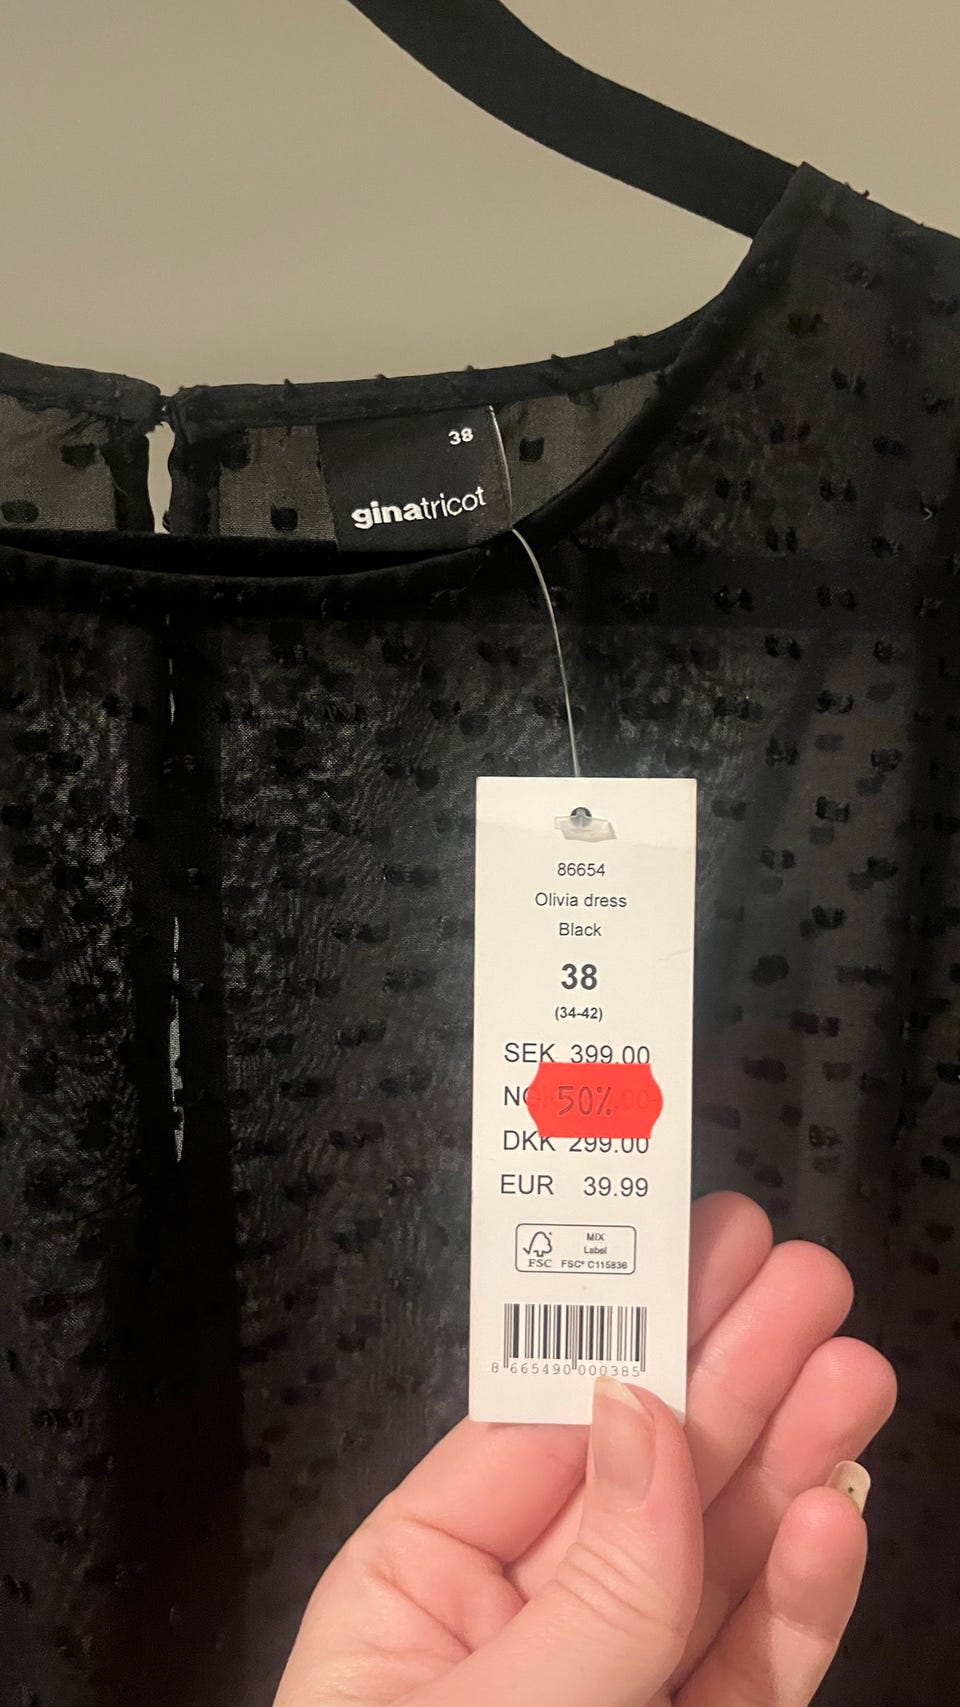 38
ginatricot
86654
Olivia dress
Black
38
(34-42)
SEK 399.00
50%
DKK 299.00
EUR 39.99
MIX
Label
FSC
FSC® C115836
8 665490 000385